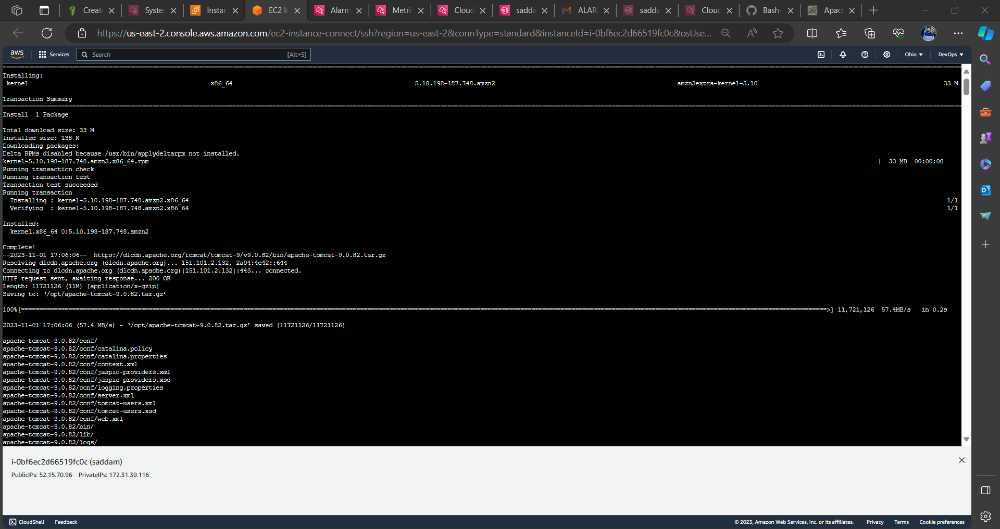 Create
System
Instan
EC2 In
Alarm
Metri
Cloud
sadda
ALAR
sadda
Cloud
Bash-
Apac
https://us-east-2.console.aws.amazon.com/ec2-instance-connect/ssh?region=us-east-2&connType=standard&instanceId=i-0bf6ec2d66519fc0c&osUse...
aws Services Search [Alt+S] Ohio DevOps
Installing:
kernel x86_64 5.10.198-187.748.amzn2 amzn2extra-kernel-5.10 33 M
Transaction Summary
Install 1 Package
Total download size: 33 M
Installed size: 138 M
Downloading packages:
Delta RPMs disabled because /usr/bin/applydeltarpm not installed.
kernel-5.10.198-187.748.amzn2.x86_64.rpm | 33 MB 00:00:00
Running transaction check
Running transaction test
Transaction test succeeded
Running transaction
Installing : kernel-5.10.198-187.748.amzn2.x86_64 1/1
Verifying : kernel-5.10.198-187.748.amzn2.x86_64 1/1
Installed:
kernel.x86_64 0:5.10.198-187.748.amzn2
Complete!
--2023-11-01 17:06:06-- https://dlcdn.apache.org/tomcat/tomcat-9/v9.0.82/bin/apache-tomcat-9.0.82.tar.gz
Resolving dlcdn.apache.org (dlcdn.apache.org)... 151.101.2.132, 2a04:4e42::644
Connecting to dlcdn.apache.org (dlcdn.apache.org)|151.101.2.132|:443... connected.
HTTP request sent, awaiting response... 200 OK
Length: 11721126 (11M) [application/x-gzip]
Saving to: ‘/opt/apache-tomcat-9.0.82.tar.gz’
100%[=====>] 11,721,126 57.4MB/s in 0.2s
2023-11-01 17:06:06 (57.4 MB/s) - ‘/opt/apache-tomcat-9.0.82.tar.gz’ saved [11721126/11721126]
apache-tomcat-9.0.82/conf/
apache-tomcat-9.0.82/conf/catalina.policy
apache-tomcat-9.0.82/conf/catalina.properties
apache-tomcat-9.0.82/conf/context.xml
apache-tomcat-9.0.82/conf/jaspic-providers.xml
apache-tomcat-9.0.82/conf/jaspic-providers.xsd
apache-tomcat-9.0.82/conf/logging.properties
apache-tomcat-9.0.82/conf/server.xml
apache-tomcat-9.0.82/conf/tomcat-users.xml
apache-tomcat-9.0.82/conf/tomcat-users.xsd
apache-tomcat-9.0.82/conf/web.xml
apache-tomcat-9.0.82/bin/
apache-tomcat-9.0.82/lib/
apache-tomcat-9.0.82/logs/
i-0bf6ec2d66519fc0c (saddam)
PublicIPs: 52.15.70.96 PrivateIPs: 172.31.39.116
CloudShell Feedback © 2023, Amazon Web Services, Inc. or its affiliates. Privacy Terms Cookie preferences